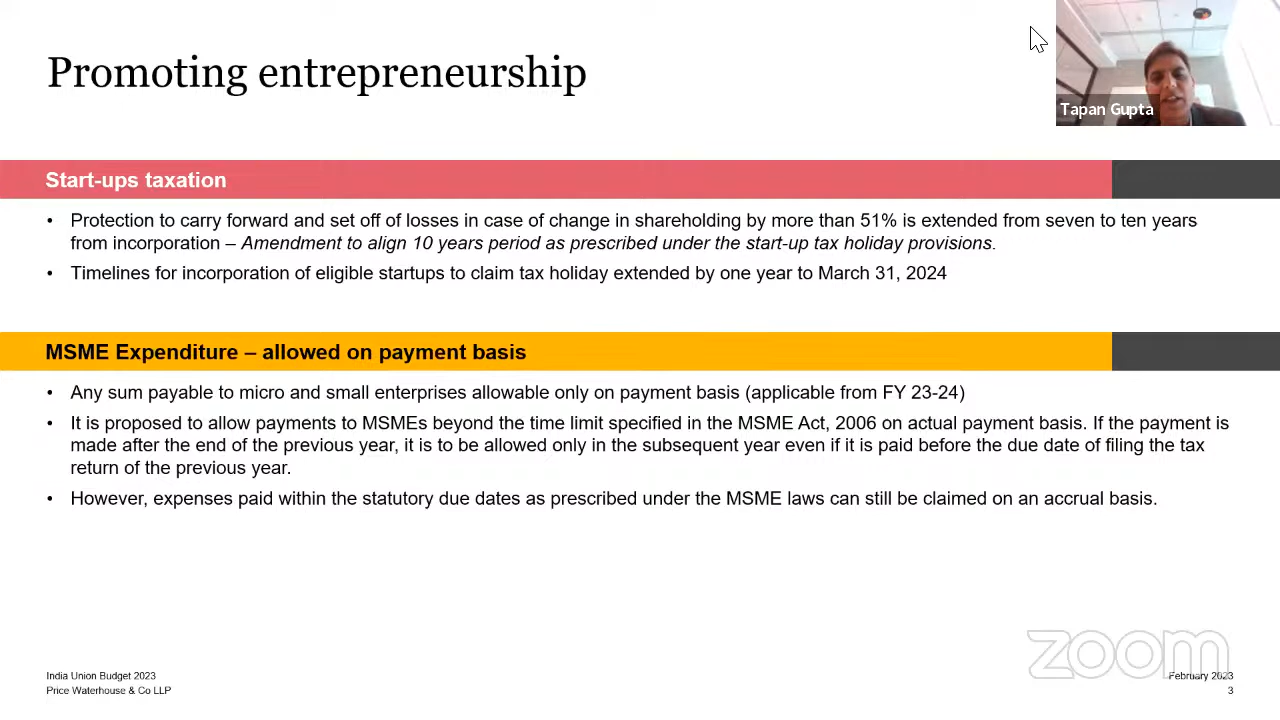 Promoting entrepreneurship
Tapan Gupta
Start-ups taxation
• Protection to carry forward and set off of losses in case of change in shareholding by more than 51% is extended from seven to ten years
from incorporation – Amendment to align 10 years period as prescribed under the start-up tax holiday provisions.
• Timelines for incorporation of eligible startups to claim tax holiday extended by one year to March 31, 2024
MSME Expenditure – allowed on payment basis
• Any sum payable to micro and small enterprises allowable only on payment basis (applicable from FY 23-24)
• It is proposed to allow payments to MSMEs beyond the time limit specified in the MSME Act, 2006 on actual payment basis. If the payment is
made after the end of the previous year, it is to be allowed only in the subsequent year even if it is paid before the due date of filing the tax
return of the previous year.
• However, expenses paid within the statutory due dates as prescribed under the MSME laws can still be claimed on an accrual basis.
zoom
India Union Budget 2023
Price Waterhouse & Co LLP
February 2023
3